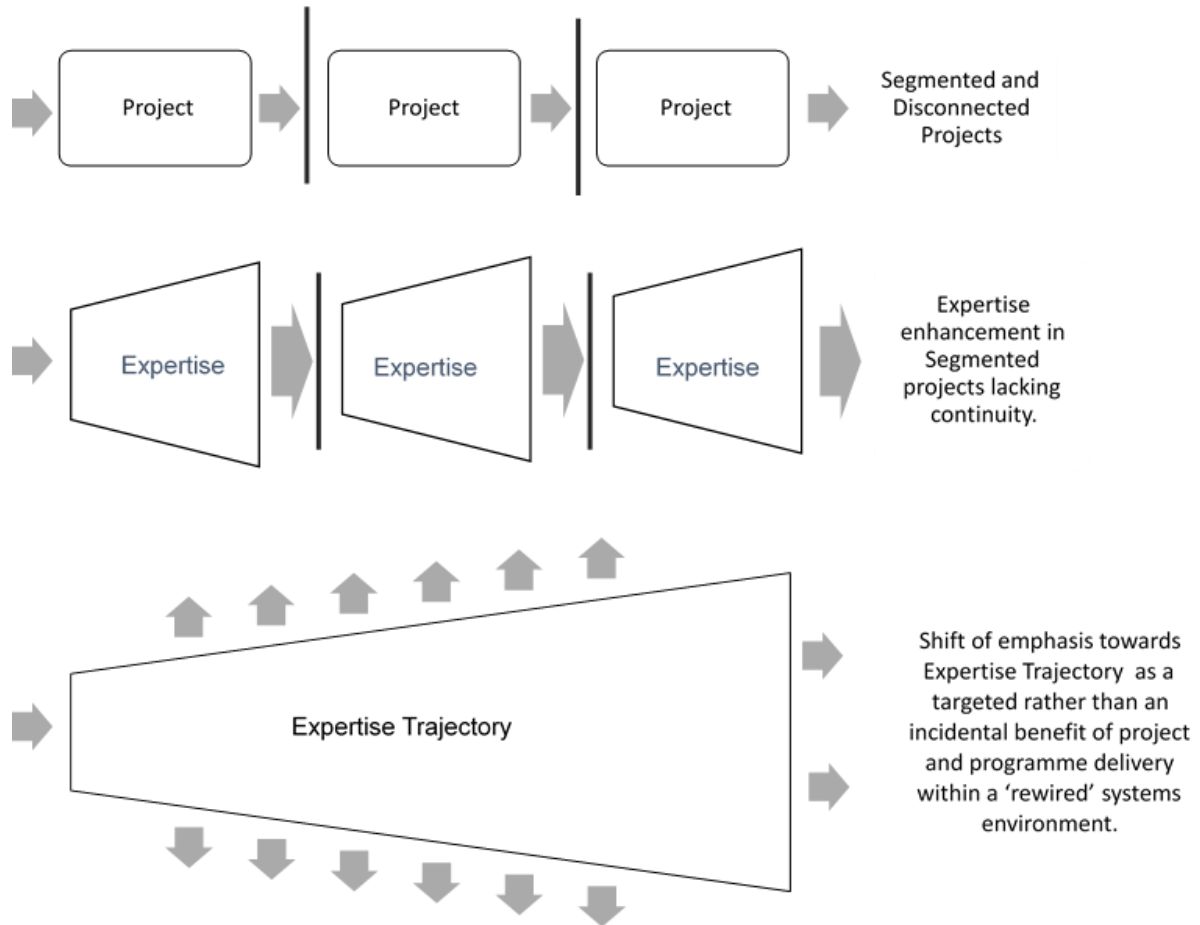 Project
Project
Project
Segmented and
Disconnected
Projects
Expertise
Expertise
Expertise
Expertise
enhancement in
Segmented
projects lacking
continuity.
Expertise Trajectory
Shift of emphasis towards
Expertise Trajectory as a
targeted rather than an
incidental benefit of project
and programme delivery
within a ‘rewired’ systems
environment.